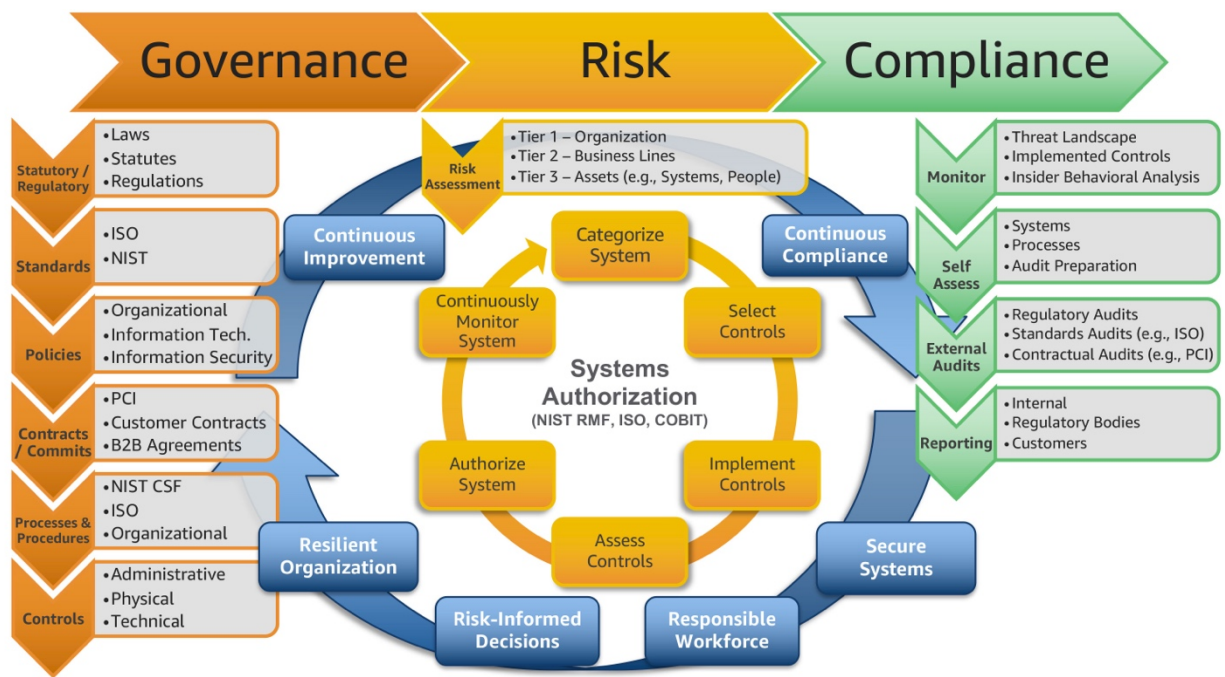 Governance
Risk
Compliance
Statutory /
Regulatory
•Laws
•Statutes
•Regulations
Standards
•ISO
•NIST
Policies
•Organizational
•Information Tech.
•Information Security
Contracts
/ Commits
•PCI
•Customer Contracts
•B2B Agreements
Processes &
Procedures
•NIST CSF
•ISO
•Organizational
Controls
•Administrative
•Physical
•Technical
Risk
Assessment
•Tier 1 – Organization
•Tier 2 – Business Lines
•Tier 3 – Assets (e.g., Systems, People)
Continuous
Improvement
Continuous
Compliance
Categorize
System
Select
Controls
Implement
Controls
Assess
Controls
Authorize
System
Continuously
Monitor
System
Systems
Authorization
(NIST RMF, ISO, COBIT)
Secure
Systems
Responsible
Workforce
Risk-Informed
Decisions
Resilient
Organization
Monitor
•Threat Landscape
•Implemented Controls
•Insider Behavioral Analysis
Self
Assess
•Systems
•Processes
•Audit Preparation
External
Audits
•Regulatory Audits
•Standards Audits (e.g., ISO)
•Contractual Audits (e.g., PCI)
Reporting
•Internal
•Regulatory Bodies
•Customers